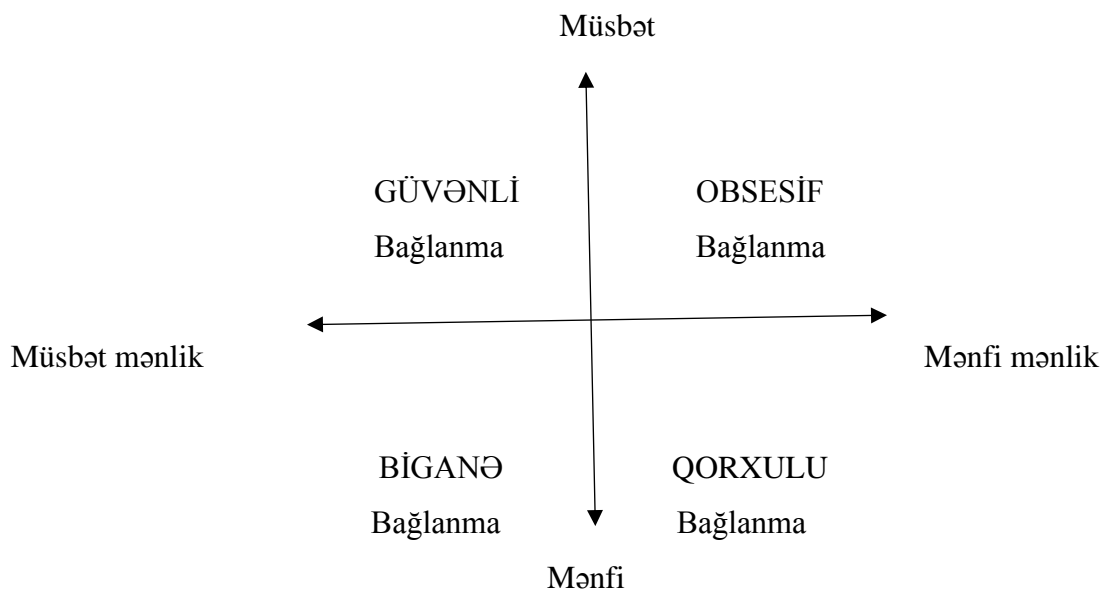 Müsbət
GÜVƏNLİ
Bağlanma
OBSESİF
Bağlanma
Müsbət mənlik
Mənfi mənlik
BİGANƏ
Bağlanma
QORXULU
Bağlanma
Mənfi